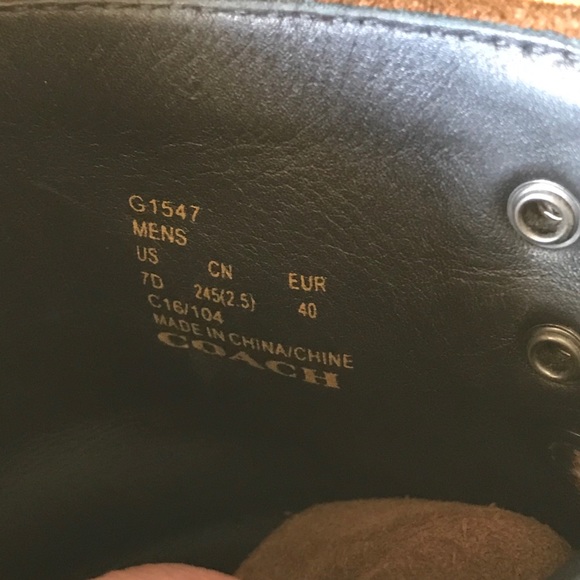 G1547
MENS
US CN EUR
7D 245(2.5) 40
C16/104
MADE IN CHINA/CHINE
COACH